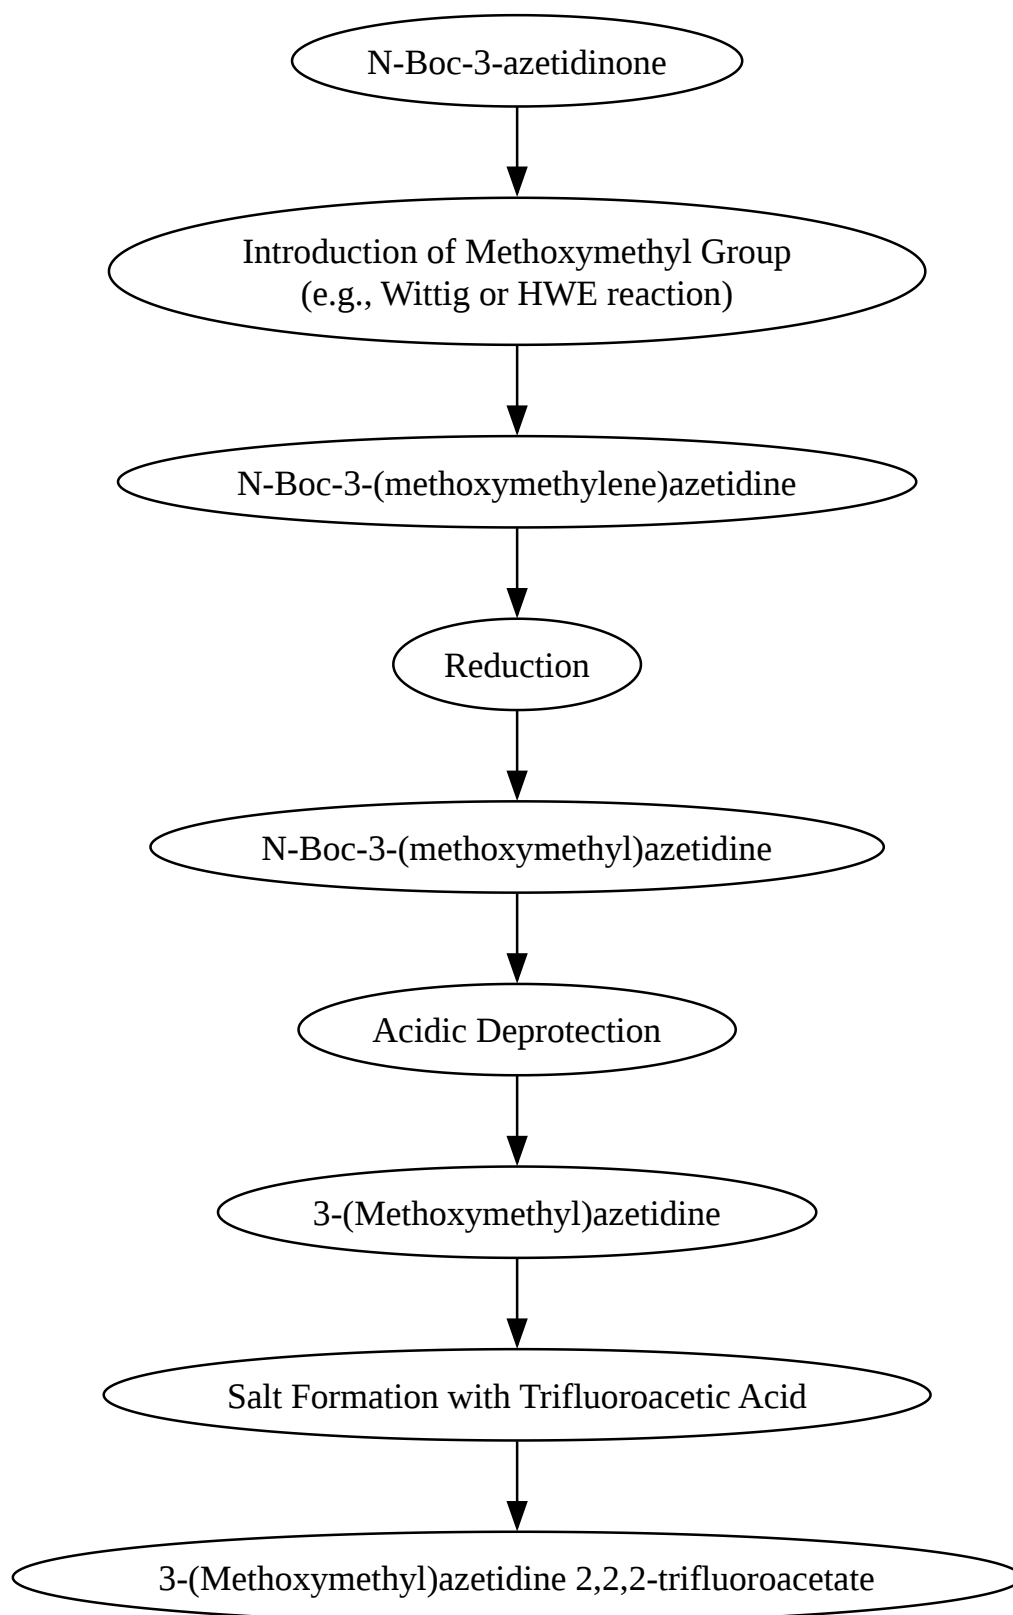 N-Boc-3-azetidinone
Introduction of Methoxymethyl Group
(e.g., Wittig or HWE reaction)
N-Boc-3-(methoxymethylene)azetidine
Reduction
N-Boc-3-(methoxymethyl)azetidine
Acidic Deprotection
3-(Methoxymethyl)azetidine
Salt Formation with Trifluoroacetic Acid
3-(Methoxymethyl)azetidine 2,2,2-trifluoroacetate